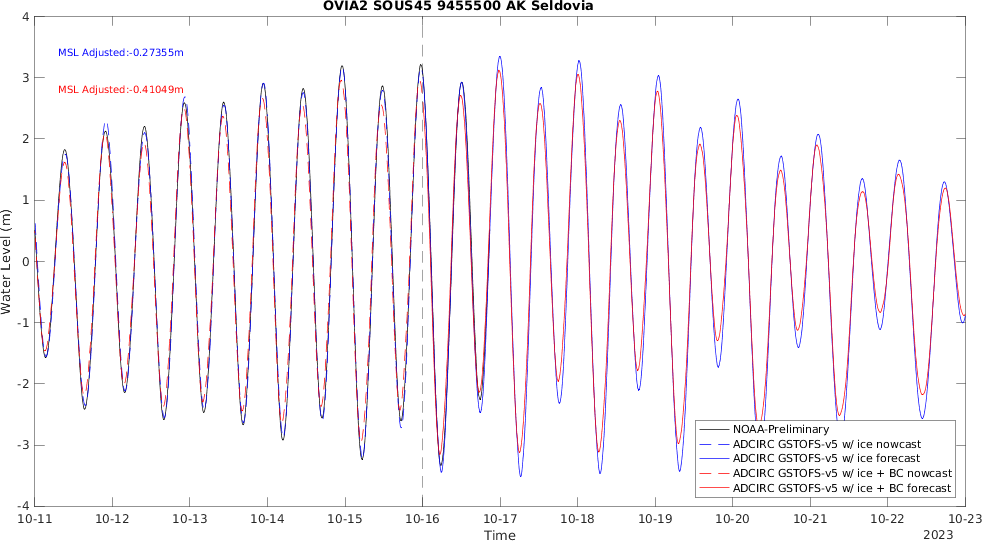 OVIA2 SOUS45 9455500 AK Seldovia
MSL Adjusted:-0.27355m
MSL Adjusted:-0.41049m
Water Level (m)
4
3
2
1
0
-1
-2
-3
-4
NOAA-Preliminary
ADCIRC GSTOFS-v5 w/ ice nowcast
ADCIRC GSTOFS-v5 w/ ice forecast
ADCIRC GSTOFS-v5 w/ ice + BC nowcast
ADCIRC GSTOFS-v5 w/ ice + BC forecast
10-11 10-12 10-13 10-14 10-15 10-16 10-17 10-18 10-19 10-20 10-21 10-22 10-23
Time
2023